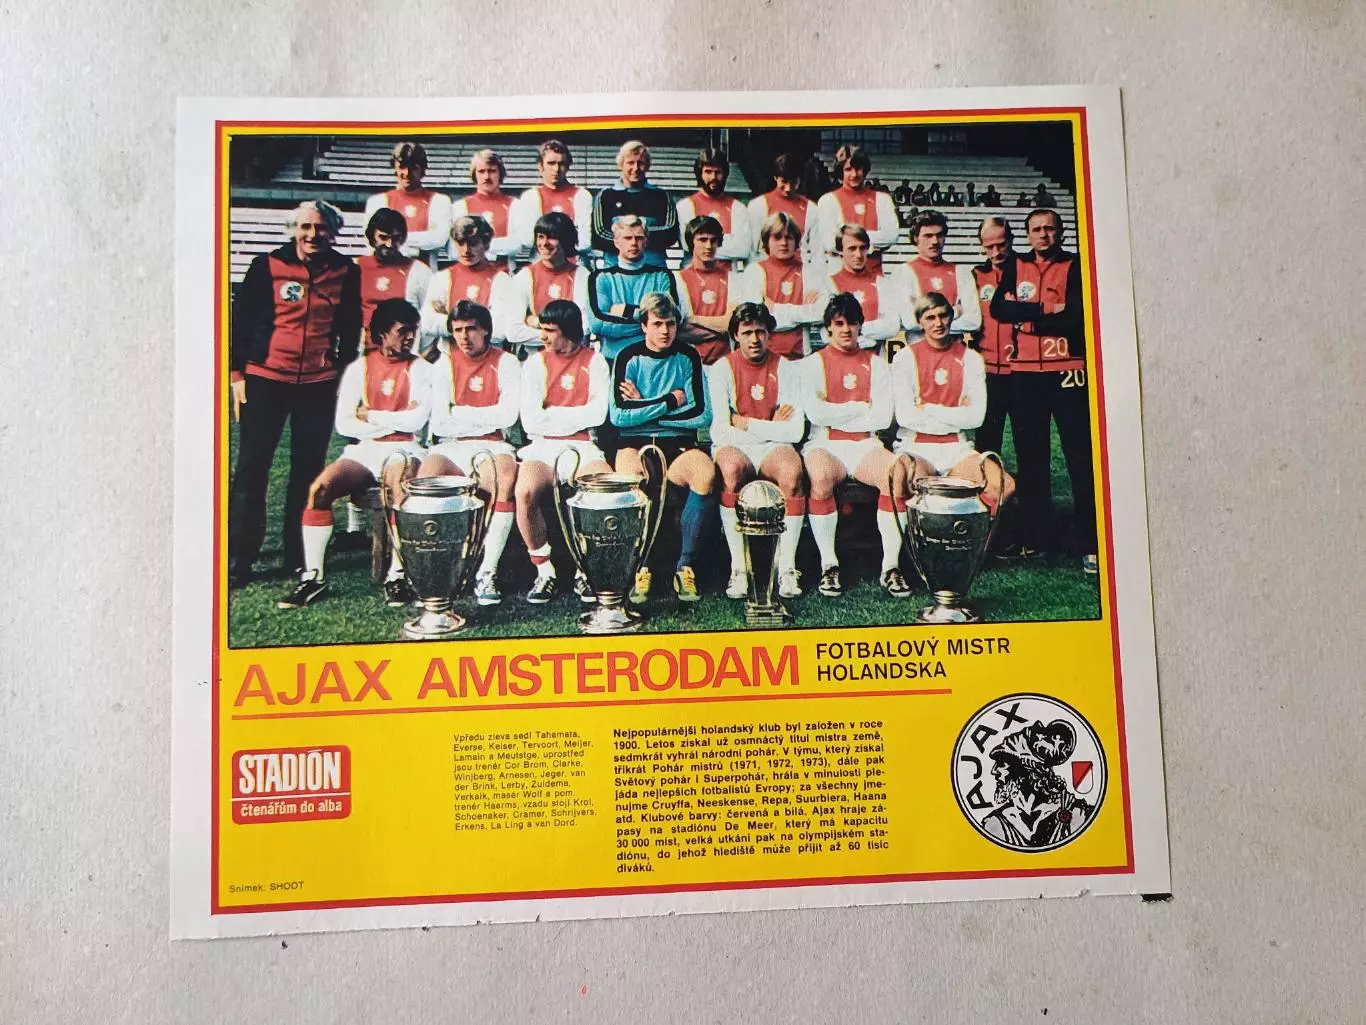 20
20
AJAX AMSTERODAM
FOTBALOVÝ MISTR
HOLANDSKA
STADIÓN
čtenářům do alba
Vpředu zleva sedí Tahamata,
Everse, Keiser, Tervoort, Meijer,
Lamain a Meutstge, uprostřed
jsou trenér Cor Brom, Clarke,
Winjberg, Arnesen, Jeger, van
der Brink, Lerby, Zuidema,
Verkaik, masér Wolf a pom.
trenér Haarms, vzadu stojí Krol,
Schoenaker, Cramer, Schrijvers,
Erkens, La Ling a van Dord.
Nejpopulárnější holandský klub byl založen v roce
1900. Letos získal už osmnáctý titul mistra země,
sedmkrát vyhrál národní pohár. V týmu, který získal
třikrát Pohár mistrů (1971, 1972, 1973), dále pak
Světový pohár i Superpohár, hrála v minulosti ple-
jáda nejlepších fotbalistů Evropy; za všechny jme-
nujme Cruyffa, Neeskense, Repa, Suurbiera, Haana
atd. Klubové barvy: červená a bílá. Ajax hraje zá-
pasy na stadiónu De Meer, který má kapacitu
30 000 míst, velká utkání pak na olympijském sta-
diónu, do jehož hlediště může přijít až 60 tisíc
diváků.
AJAX
Snímek: SHOOT